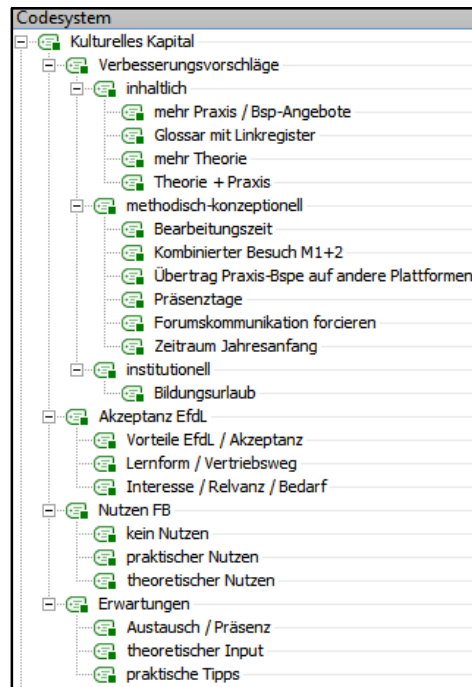 Codesystem
Kulturelles Kapital
Verbesserungsvorschläge
inhaltlich
mehr Praxis / Bsp-Angebote
Glossar mit Linkregister
mehr Theorie
Theorie + Praxis
methodisch-konzeptionell
Bearbeitungszeit
Kombinierter Besuch M1+2
Übertrag Praxis-Bspe auf andere Plattformen
Präsenztage
Forumskommunikation forcieren
Zeitraum Jahresanfang
institutionell
Bildungsurlaub
Akzeptanz EfdL
Vorteile EfdL / Akzeptanz
Lernform / Vertriebsweg
Interesse / Relvanz / Bedarf
Nutzen FB
kein Nutzen
praktischer Nutzen
theoretischer Nutzen
Erwartungen
Austausch / Präsenz
theoretischer Input
praktische Tipps